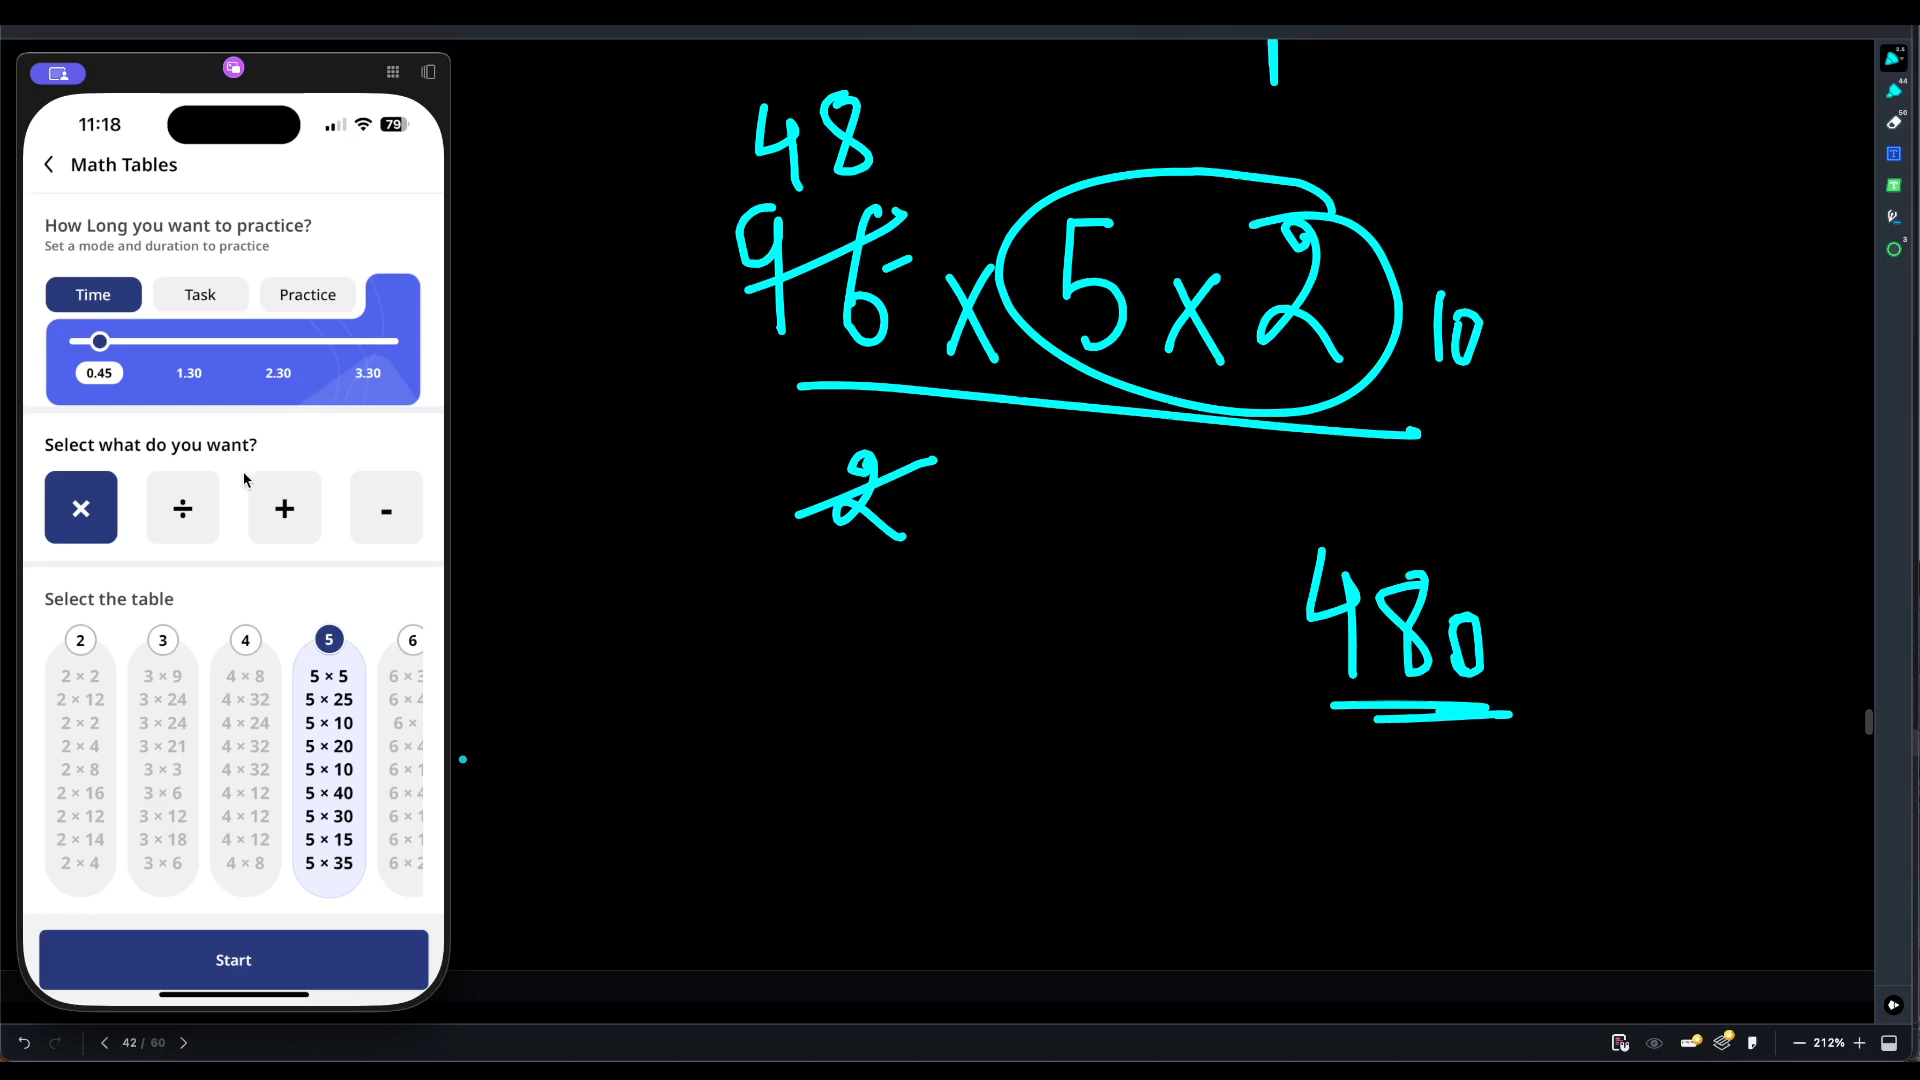 11:18
79
Math Tables
How Long you want to practice?
Set a mode and duration to practice
Time Task Practice
0.45 1.30 2.30 3.30
Select what do you want?
× ÷ + -
Select the table
2 3 4 5 6
2 × 2 3 × 9 4 × 8 5 × 5
2 × 12 3 × 24 4 × 32 5 × 25
2 × 2 3 × 24 4 × 24 5 × 10
2 × 4 3 × 21 4 × 32 5 × 20
2 × 8 3 × 3 4 × 32 5 × 10
2 × 16 3 × 6 4 × 12 5 × 40
2 × 12 3 × 12 4 × 12 5 × 30
2 × 14 3 × 18 4 × 12 5 × 15
2 × 4 3 × 6 4 × 8 5 × 35
Start
48
96 × 5 × 2 10
2
480
42 / 60
212%